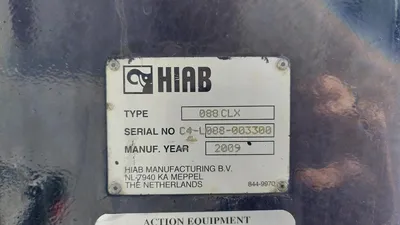 HIAB
TYPE 088 CLX
SERIAL NO C4-L088-003300
MANUF. YEAR 2009
HIAB MANUFACTURING B.V.
NL-7940 KA MEPPEL
THE NETHERLANDS 844-9970
ACTION EQUIPMENT